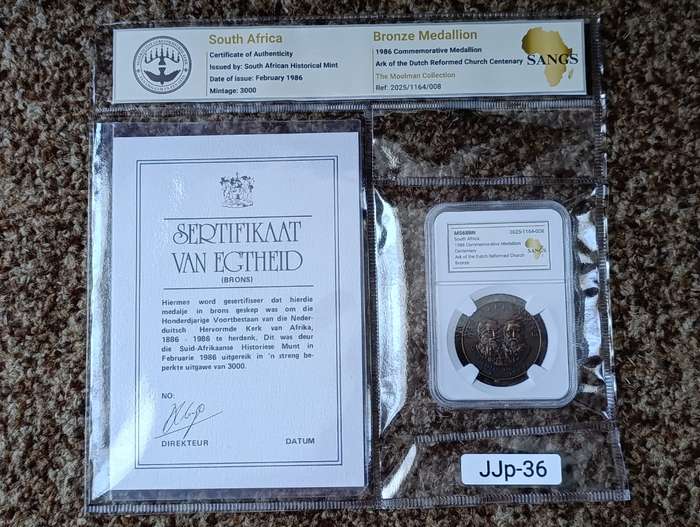 South Africa
Certificate of Authenticity
Issued by: South African Historical Mint
Date of issue: February 1986
Mintage: 3000
Bronze Medallion
1986 Commemorative Medallion
Ark of the Dutch Reformed Church Centenary
The Moolman Collection
Ref: 2025/1164/008
SANGS
SERTIFIKAAT
VAN EGTHEID
(BRONS)
Hiermee word gesertifiseer dat hierdie
medalje in brons geskep was om die
Honderdjarige Voortbestaan van die Neder-
duitsch Hervormde Kerk van Afrika,
1886 - 1986 te herdenk. Dit was deur
die Suid-Afrikaanse Historiese Munt in
Februarie 1986 uitgereik in 'n streng be-
perkte uitgawe van 3000.
NO:
DIREKTEUR DATUM
MS68BN 2625-1164-008
South Africa
1986 Commemorative Medallion
Centenary
Ark of the Dutch Reformed Church
Bronze
SANGS
JJp-36